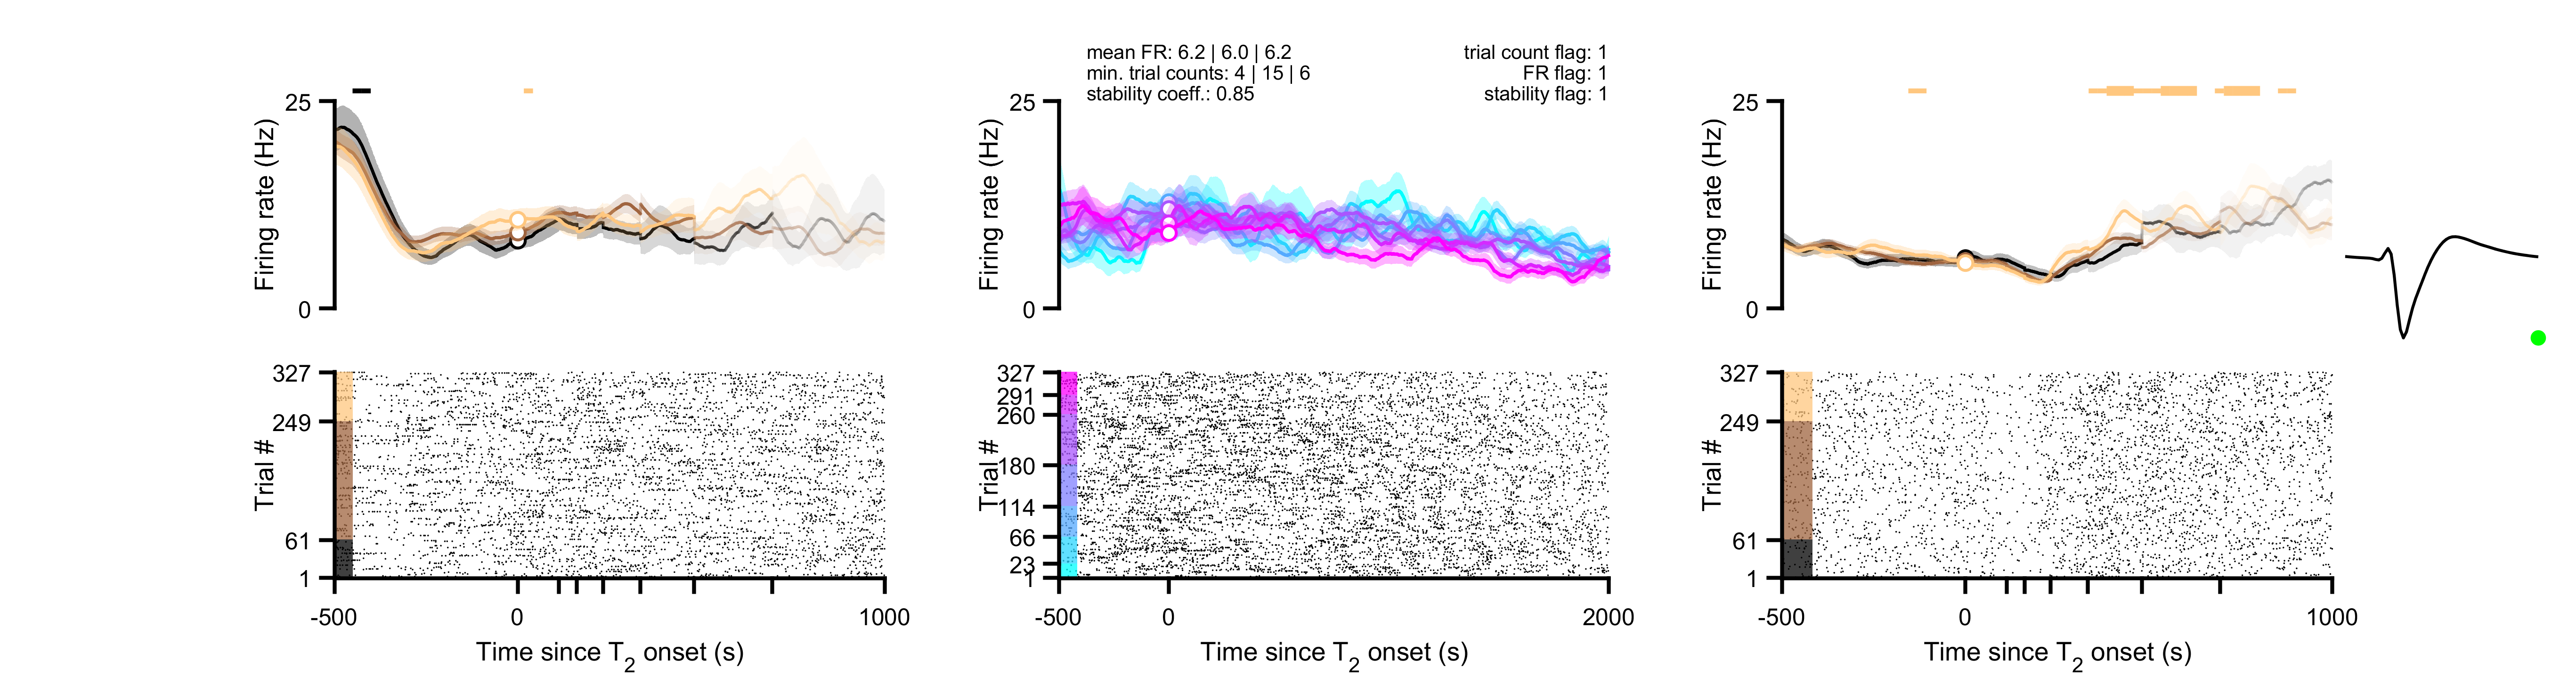 mean FR: 6.2 | 6.0 | 6.2
min. trial counts: 4 | 15 | 6
stability coeff.: 0.85
trial count flag: 1
FR flag: 1
stability flag: 1
25
Firing rate (Hz)
0
25
Firing rate (Hz)
0
25
Firing rate (Hz)
0
327
249
Trial #
61
1
-500
0
1000
Time since T2 onset (s)
327
291
260
Trial #
180
114
66
23
1
-500
0
2000
Time since T2 onset (s)
327
249
Trial #
61
1
-500
0
1000
Time since T2 onset (s)